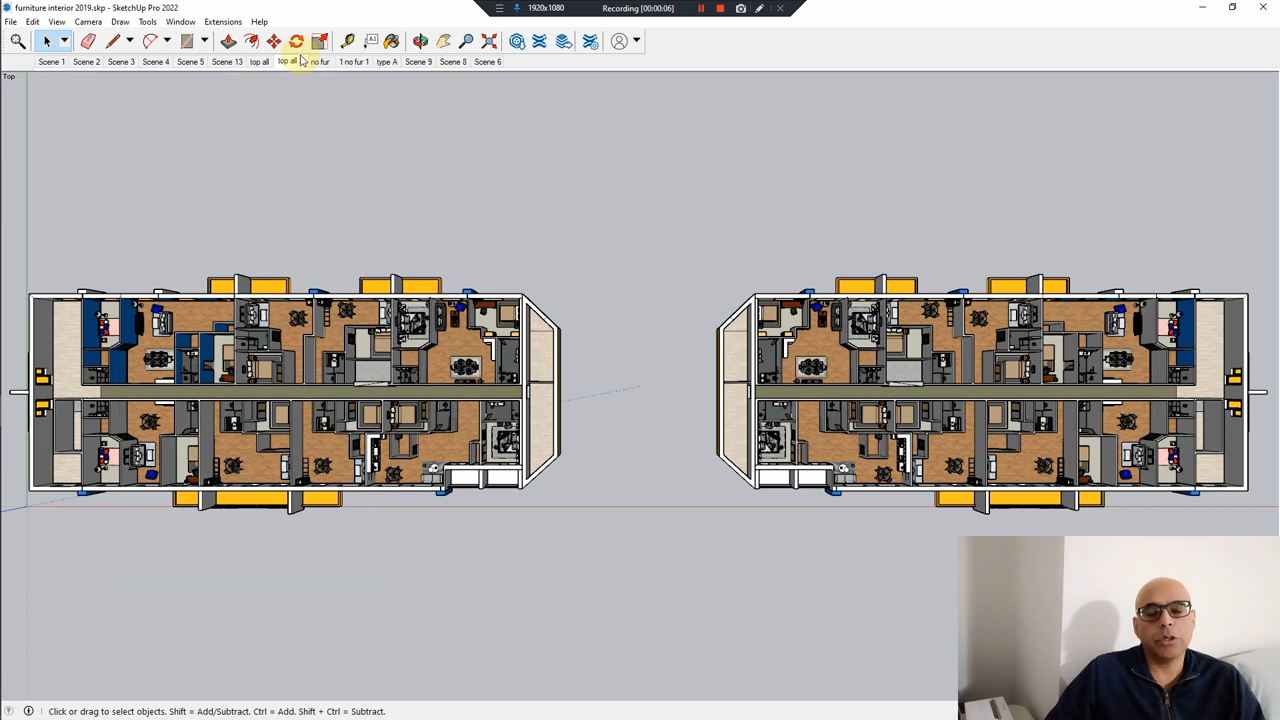 furniture interior 2019.skp - SketchUp Pro 2022
1920x1080
Recording [00:00:06]
File Edit View Camera Draw Tools Window Extensions Help
A1
Scene 1 Scene 2 Scene 3 Scene 4 Scene 5 Scene 13 top all top all no fur 1 no fur 1 type A Scene 9 Scene 8 Scene 6
Top
Click or drag to select objects. Shift = Add/Subtract. Ctrl = Add. Shift + Ctrl = Subtract.